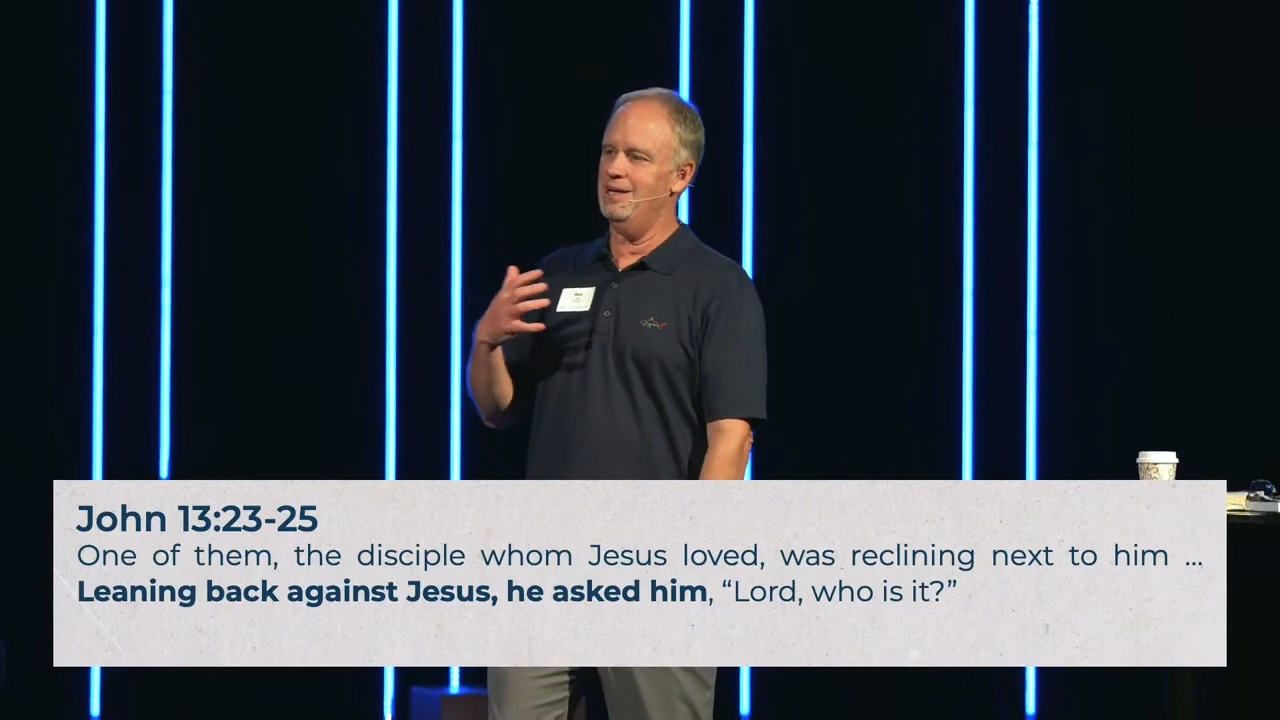 John 13:23-25
One of them, the disciple whom Jesus loved, was reclining next to him ...
Leaning back against Jesus, he asked him, “Lord, who is it?”